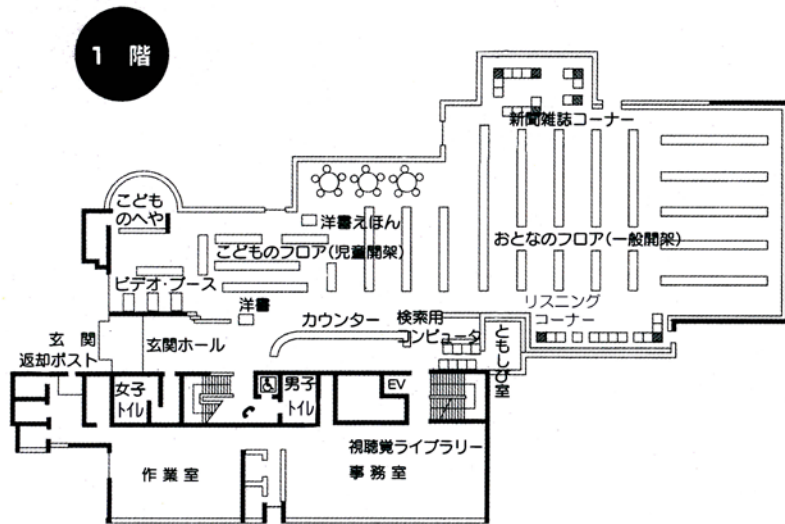 1 階
新聞雑誌コーナー
こども
のへや
洋書えほん
こどものフロア(児童開架)
おとなのフロア(一般開架)
ビデオ・ブース
洋書
カウンター
検索用
コンピュータ
リスニング
コーナー
ともしび室
玄 関
返却ポスト
玄関ホール
女子
トイレ
男子
トイレ
EV
視聴覚ライブラリー
事務室
作業室